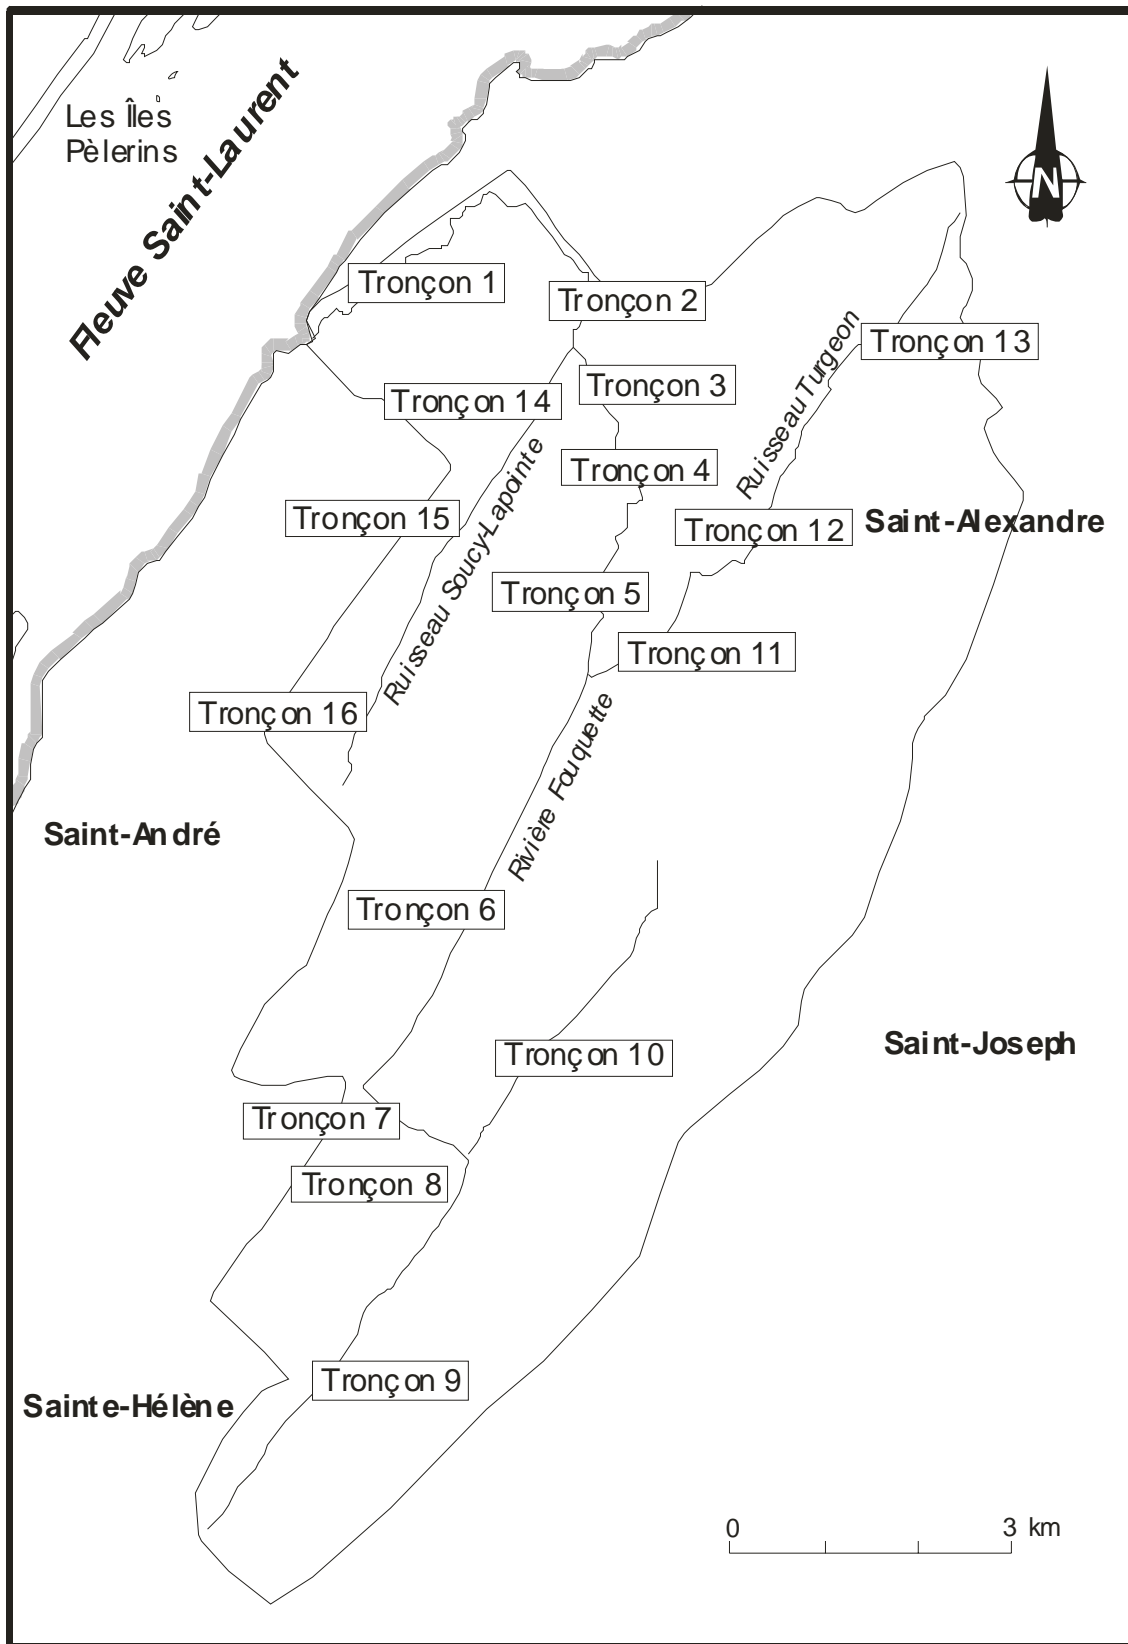 Les Îles
Pèlerins
Fleuve Saint-Laurent
N
Tronçon 1
Tronçon 2
Tronçon 13
Tronçon 3
Tronçon 14
Ruisseau Turgeon
Tronçon 4
Tronçon 15
Tronçon 12
Saint-Alexandre
Ruisseau Soucy-Lapointe
Tronçon 5
Tronçon 11
Tronçon 16
Rivière Fouquette
Saint-André
Tronçon 6
Tronçon 10
Saint-Joseph
Tronçon 7
Tronçon 8
Tronçon 9
Sainte-Hélène
0 3 km